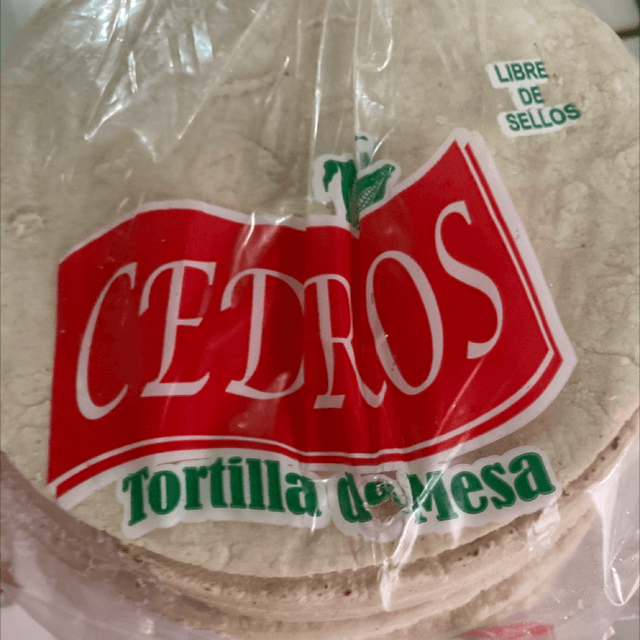 LIBRE
DE
SELLOS
CEDROS
Tortilla de Mesa